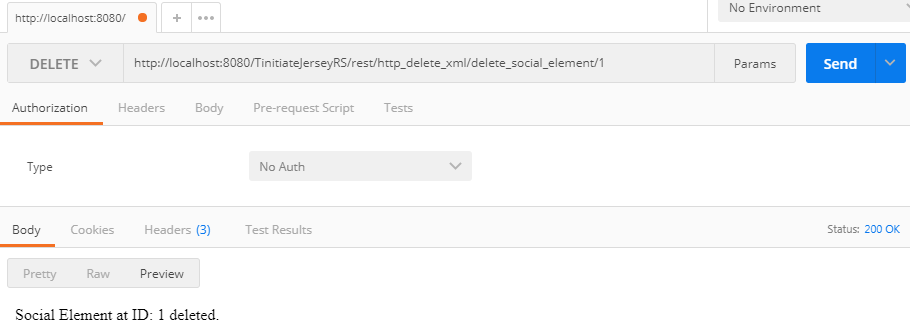 http://localhost:8080/
+
•••
No Environment
DELETE
http://localhost:8080/TinitiateJerseyRS/rest/http_delete_xml/delete_social_element/1
Params
Send
Authorization Headers Body Pre-request Script Tests
Type
No Auth
Body Cookies Headers (3) Test Results
Status: 200 OK
Pretty Raw Preview
Social Element at ID: 1 deleted.